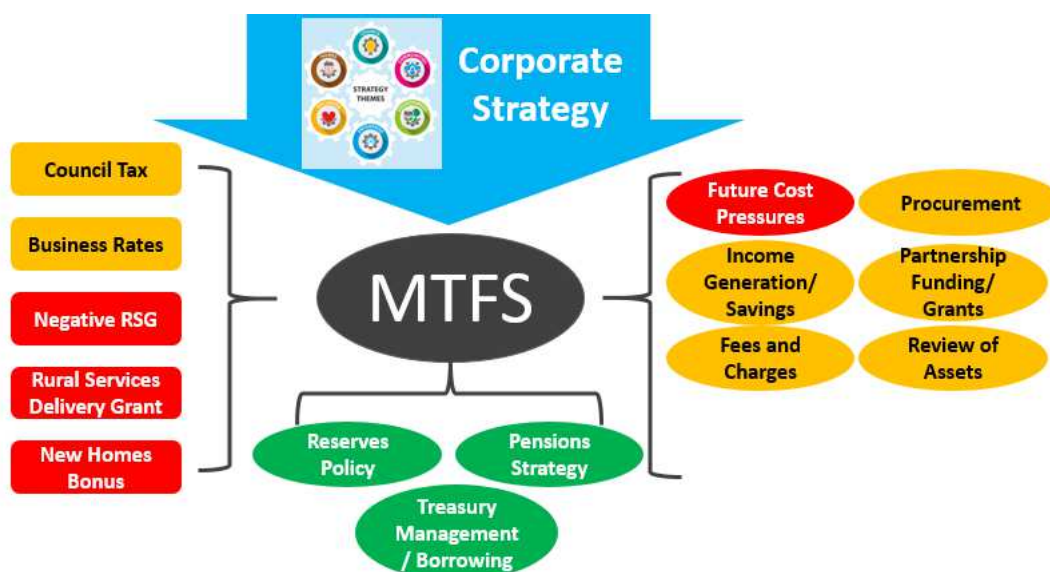 Corporate
Strategy
STRATEGY
THEMES
Council Tax
Business Rates
Negative RSG
Rural Services
Delivery Grant
New Homes
Bonus
MTFS
Future Cost
Pressures
Procurement
Income
Generation/
Savings
Partnership
Funding/
Grants
Fees and
Charges
Review of
Assets
Reserves
Policy
Pensions
Strategy
Treasury
Management
/ Borrowing